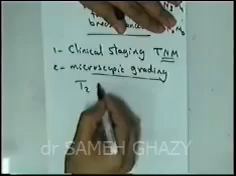 1- Clinical staging TNM
2- microscopic grading
T2
dr SAMEH GHAZY